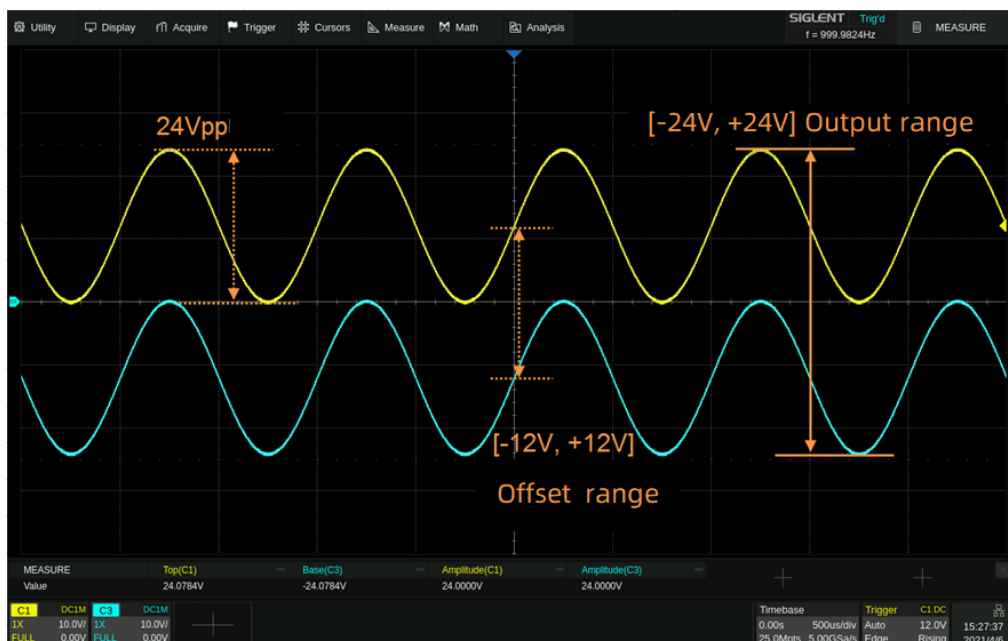 Utility Display Acquire Trigger Cursors Measure Math Analysis SIGLENT Trig'd MEASURE
f = 999.9824Hz
24Vpp
[-24V, +24V] Output range
[-12V, +12V]
Offset range
MEASURE Top(C1) Base(C3) Amplitude(C1) Amplitude(C3)
Value 24.0784V -24.0784V 24.0000V 24.0000V
C1 DC1M C3 DC1M Timebase Trigger C1 DC
1X 10.0V/ 1X 10.0V/ 0.00s 500us/div Auto 12.0V 15:27:37
FULL 0.00V FULL 0.00V 25.0Mpts 5.00GSa/s Edge Rising 2021/4/6